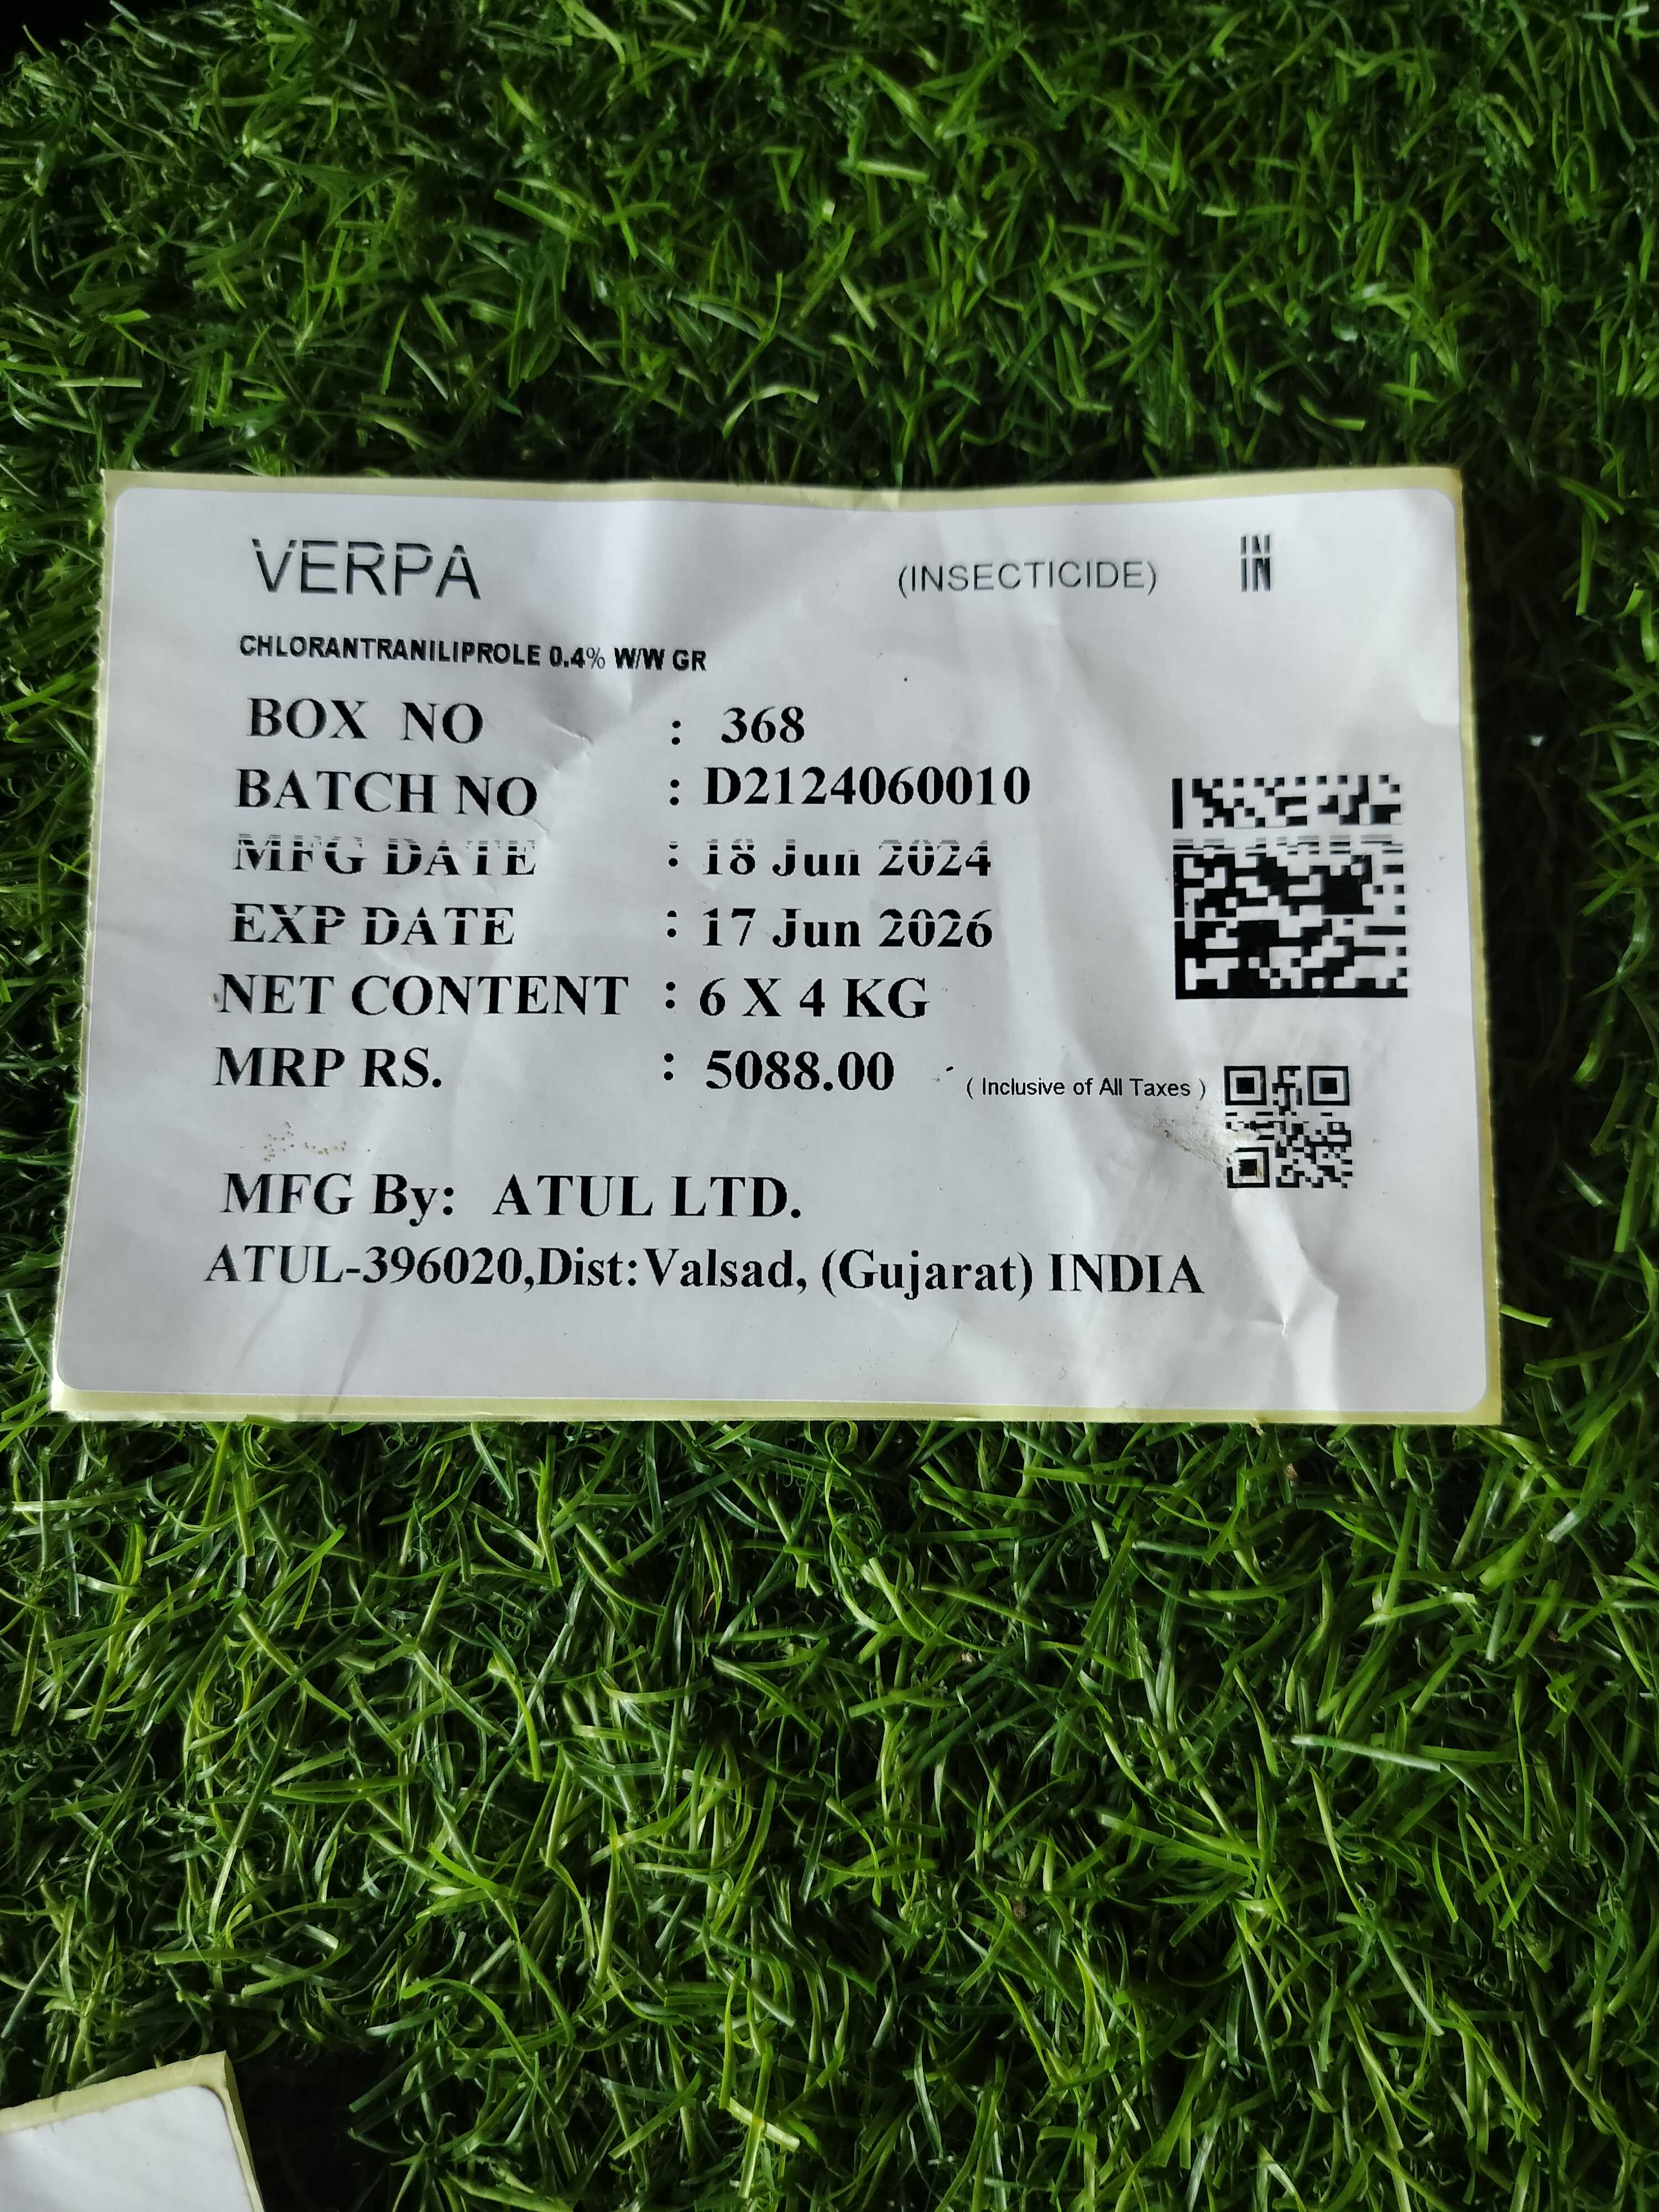 VERPA (INSECTICIDE) IN
CHLORANTRANILIPROLE 0.4% W/W GR
BOX NO : 368
BATCH NO : D2124060010
MFG DATE : 18 Jun 2024
EXP DATE : 17 Jun 2026
NET CONTENT : 6 X 4 KG
MRP RS. : 5088.00 ( Inclusive of All Taxes )
MFG By: ATUL LTD.
ATUL-396020,Dist:Valsad, (Gujarat) INDIA